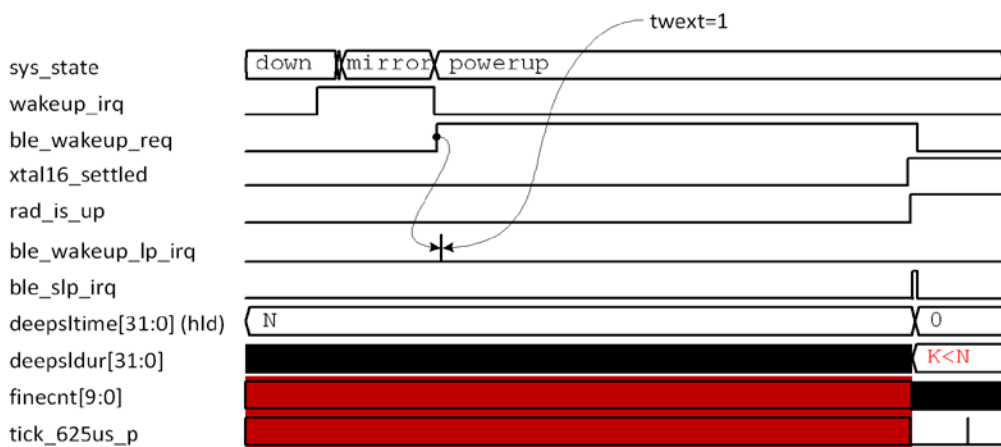 twext=1
sys_state down mirror powerup
wakeup_irq
ble_wakeup_req
xtal16_settled
rad_is_up
ble_wakeup_lp_irq
ble_slp_irq
deepsltime[31:0] (hld) N 0
deepsldur[31:0] K<N
finecnt[9:0]
tick_625us_p